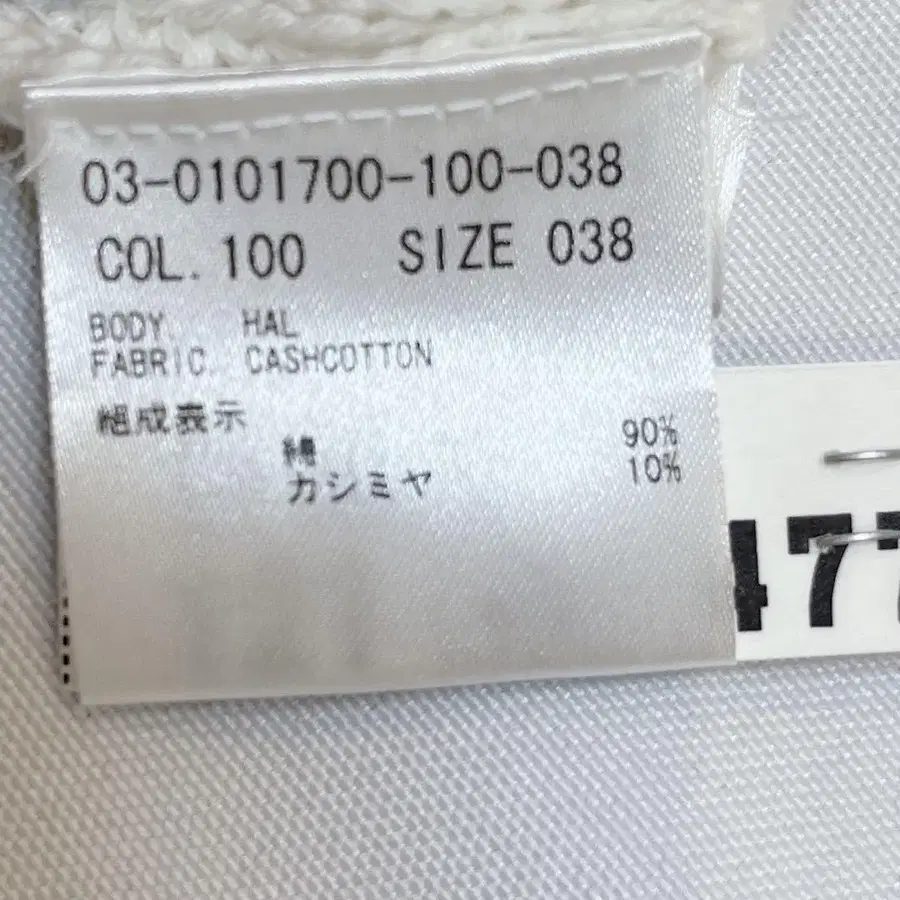 03-0101700-100-038
COL. 100 SIZE 038
BODY. HAL
FABRIC. CASHCOTTON
組成表示
綿 90%
カシミヤ 10%
477